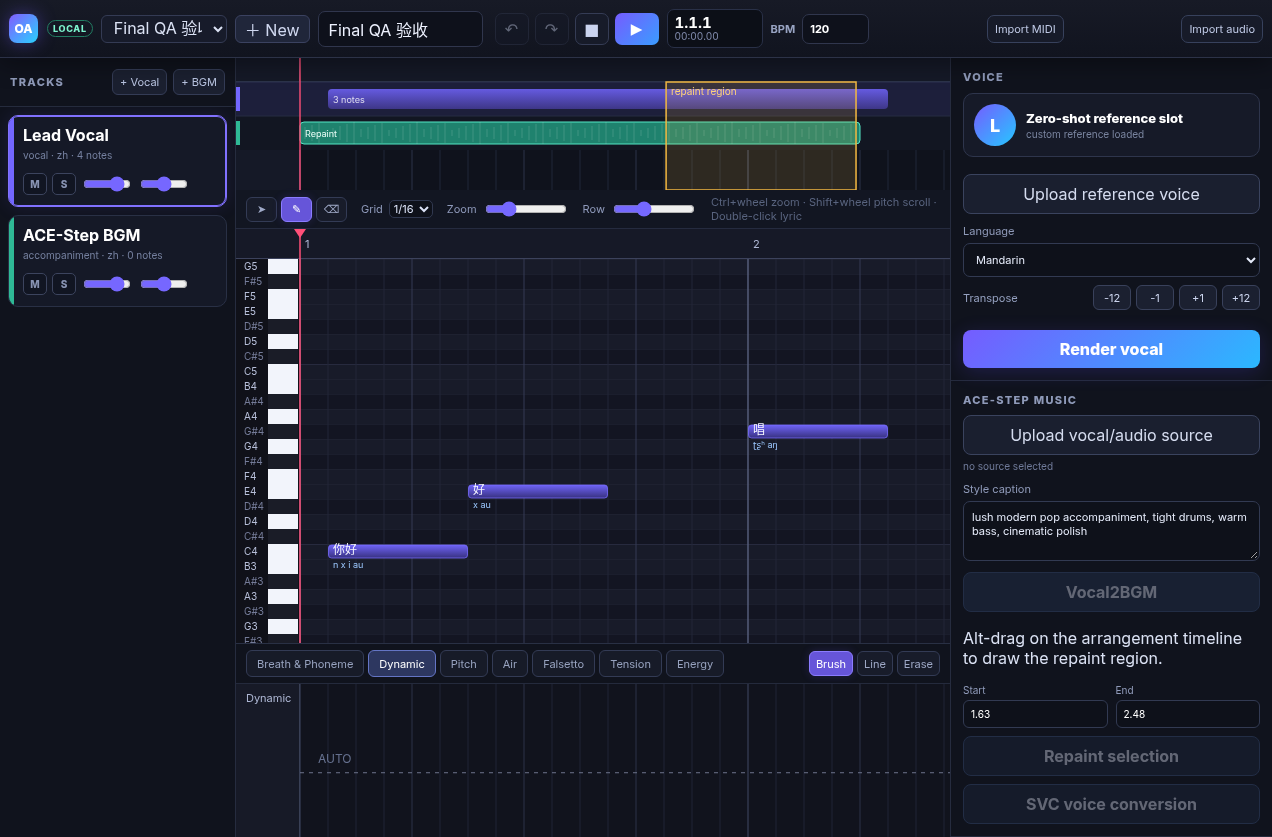 OA
LOCAL
Final QA 验
+ New
Final QA 验收
1.1.1
00:00.00
BPM
120
Import MIDI
Import audio
TRACKS
+ Vocal
+ BGM
Lead Vocal
vocal · zh · 4 notes
M
S
ACE-Step BGM
accompaniment · zh · 0 notes
M
S
3 notes
repaint region
Repaint
Grid
1/16
Zoom
Row
Ctrl+wheel zoom · Shift+wheel pitch scroll ·
Double-click lyric
1
2
G5
F#5
F5
E5
D#5
D5
C#5
C5
B4
A#4
A4
G#4
G4
F#4
F4
E4
D#4
D4
C#4
C4
B3
A#3
A3
G#3
G3
F#3
唱
tʂʰ aŋ
好
x au
你好
n x i au
Breath & Phoneme
Dynamic
Pitch
Air
Falsetto
Tension
Energy
Brush
Line
Erase
Dynamic
AUTO
VOICE
L
Zero-shot reference slot
custom reference loaded
Upload reference voice
Language
Mandarin
Transpose
-12
-1
+1
+12
Render vocal
ACE-STEP MUSIC
Upload vocal/audio source
no source selected
Style caption
lush modern pop accompaniment, tight drums, warm
bass, cinematic polish
Vocal2BGM
Alt-drag on the arrangement timeline
to draw the repaint region.
Start
End
1.63
2.48
Repaint selection
SVC voice conversion